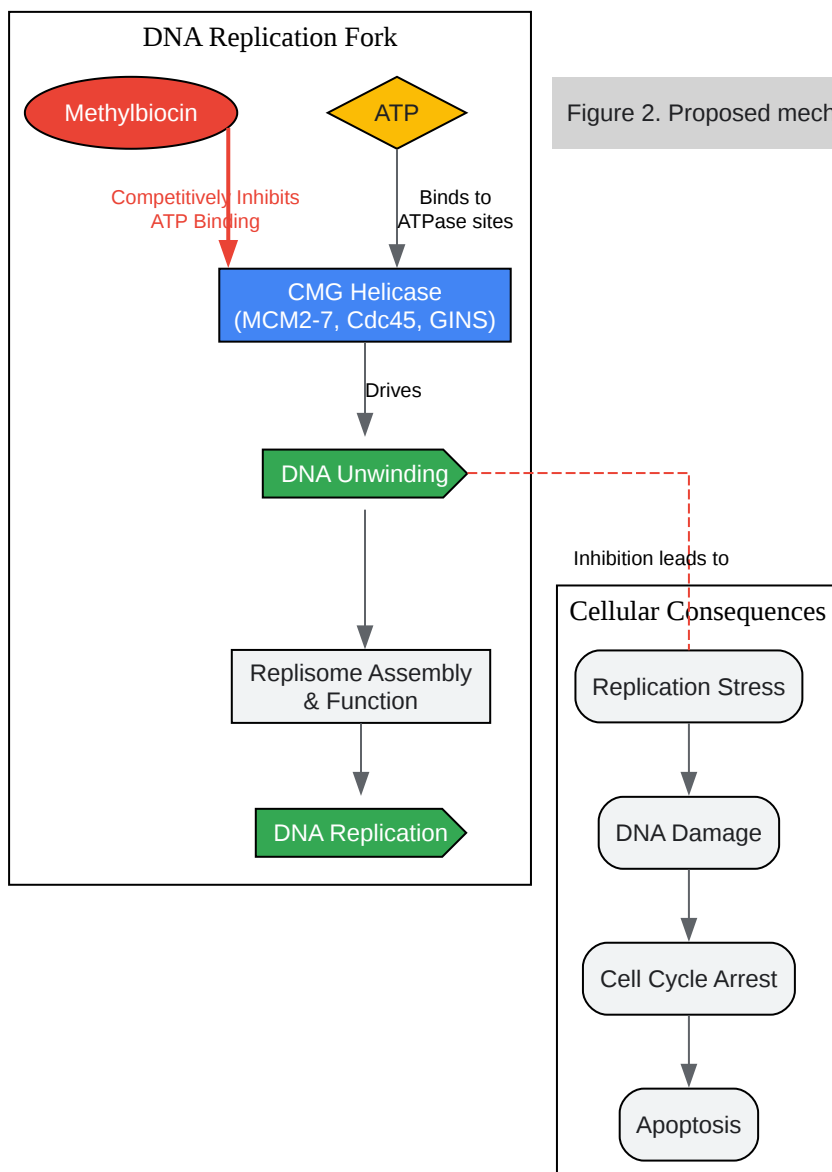 DNA Replication Fork
Methylbiocin
ATP
Figure 2. Proposed mech
Competitively Inhibits
ATP Binding
Binds to
ATPase sites
CMG Helicase
(MCM2-7, Cdc45, GINS)
Drives
DNA Unwinding
Inhibition leads to
Cellular Consequences
Replisome Assembly
& Function
Replication Stress
DNA Replication
DNA Damage
Cell Cycle Arrest
Apoptosis